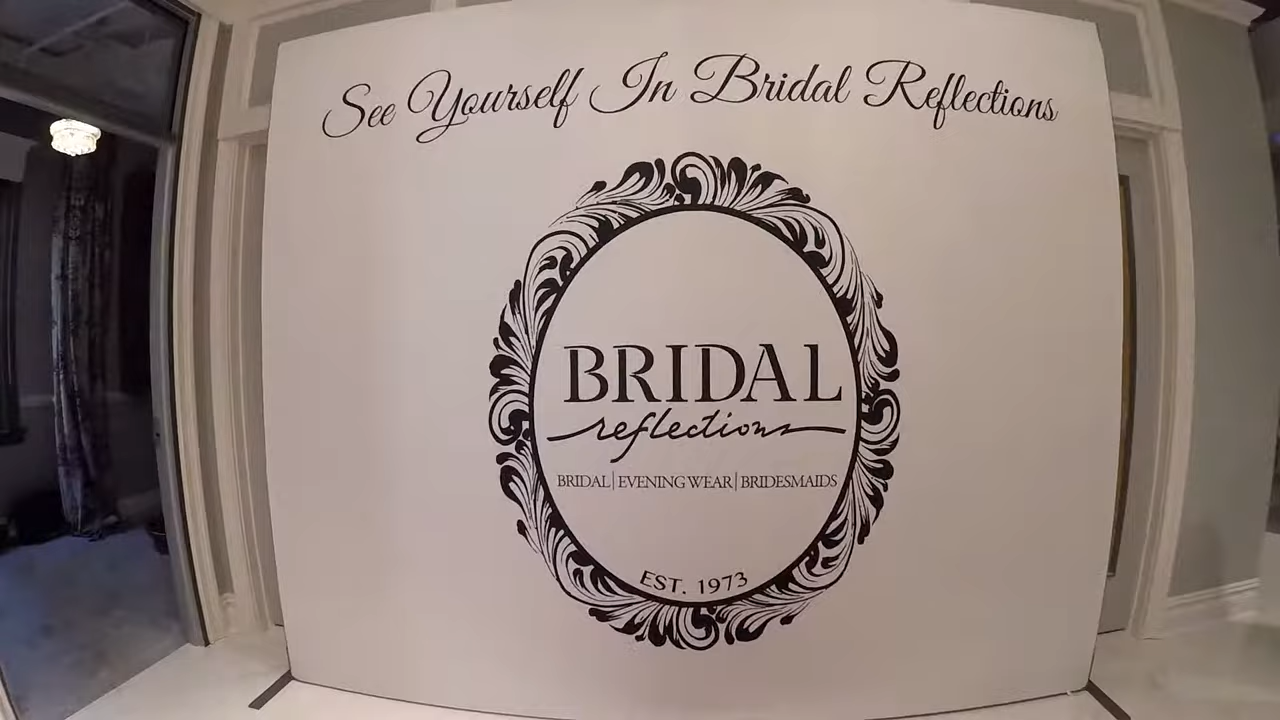 See Yourself In Bridal Reflections
BRIDAL
reflections
BRIDAL | EVENING WEAR | BRIDESMAIDS
EST. 1973